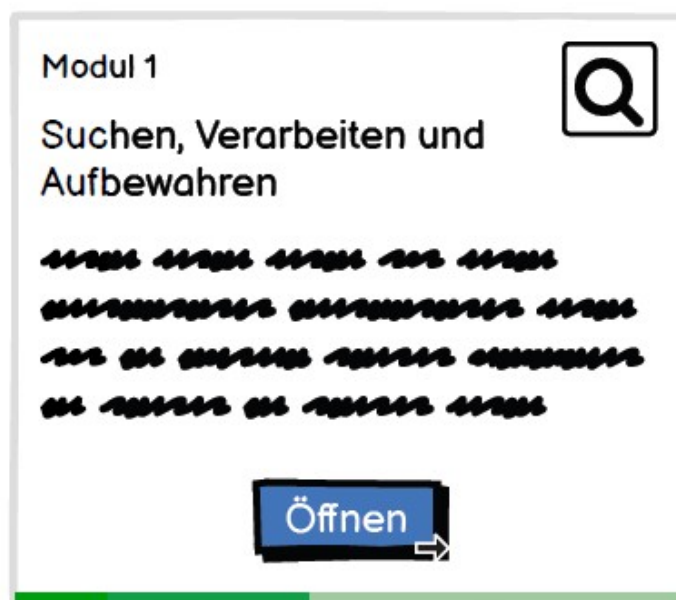 Modul 1
Suchen, Verarbeiten und
Aufbewahren
Öffnen